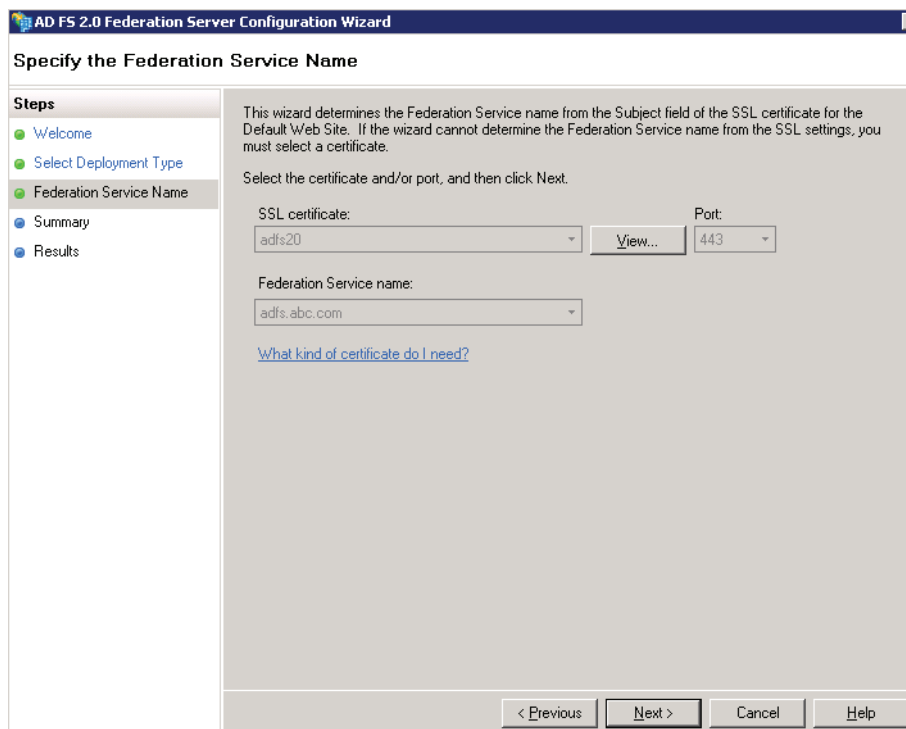 AD FS 2.0 Federation Server Configuration Wizard
Specify the Federation Service Name
Steps
Welcome
Select Deployment Type
Federation Service Name
Summary
Results
This wizard determines the Federation Service name from the Subject field of the SSL certificate for the
Default Web Site. If the wizard cannot determine the Federation Service name from the SSL settings, you
must select a certificate.
Select the certificate and/or port, and then click Next.
SSL certificate:
Port:
adfs20
View...
443
Federation Service name:
adfs.abc.com
What kind of certificate do I need?
< Previous
Next >
Cancel
Help